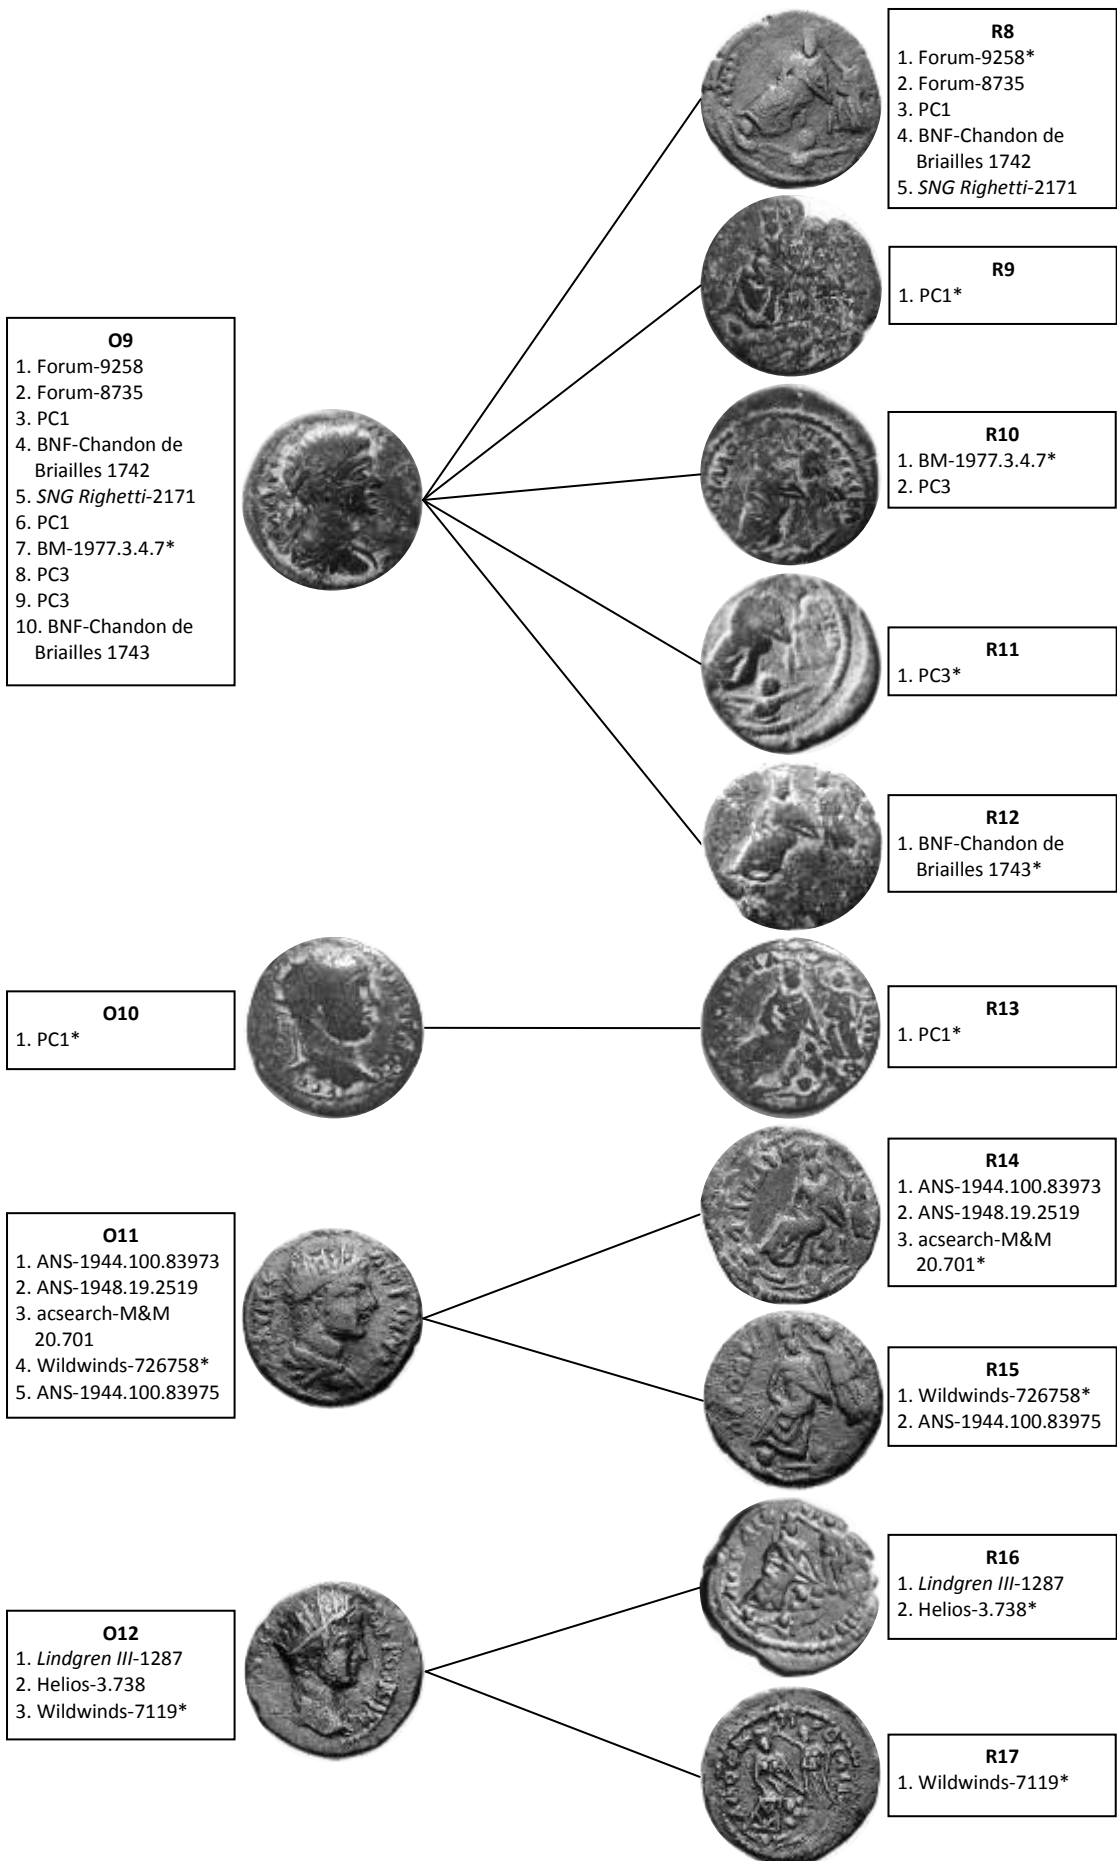 R8
1. Forum-9258*
2. Forum-8735
3. PC1
4. BNF-Chandon de
Briailles 1742
5. SNG Righetti-2171
R9
1. PC1*
O9
1. Forum-9258
2. Forum-8735
3. PC1
4. BNF-Chandon de
Briailles 1742
5. SNG Righetti-2171
6. PC1
7. BM-1977.3.4.7*
8. PC3
9. PC3
10. BNF-Chandon de
Briailles 1743
R10
1. BM-1977.3.4.7*
2. PC3
R11
1. PC3*
R12
1. BNF-Chandon de
Briailles 1743*
O10
1. PC1*
R13
1. PC1*
R14
1. ANS-1944.100.83973
2. ANS-1948.19.2519
3. acsearch-M&M
20.701*
O11
1. ANS-1944.100.83973
2. ANS-1948.19.2519
3. acsearch-M&M
20.701
4. Wildwinds-726758*
5. ANS-1944.100.83975
R15
1. Wildwinds-726758*
2. ANS-1944.100.83975
R16
1. Lindgren III-1287
2. Helios-3.738*
O12
1. Lindgren III-1287
2. Helios-3.738
3. Wildwinds-7119*
R17
1. Wildwinds-7119*